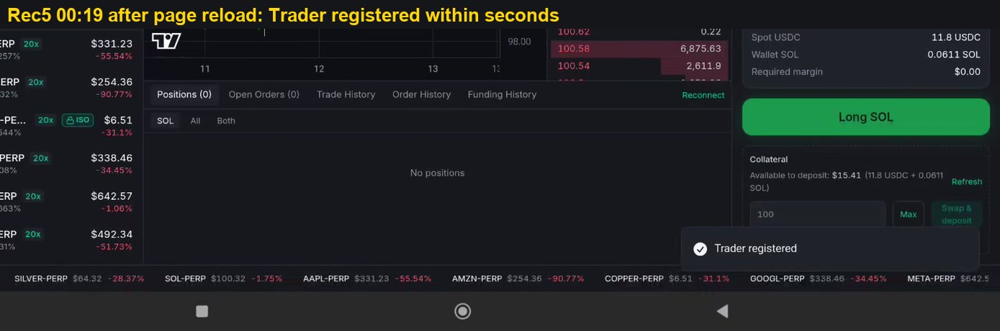 Rec5 00:19 after page reload: Trader registered within seconds
ERP 20x $331.23
257% -55.54%
ERP 20x $254.36
32% -90.77%
-PE... 20x ISO $6.51
644% -31.1%
PERP 20x $338.46
08% -34.45%
ERP 20x $642.57
663% -1.06%
ERP 20x $492.34
31% -51.73%
98.00
11 12 13
100.62 0.22
100.58 6,875.63
100.54 2,611.9
Positions (0) Open Orders (0) Trade History Order History Funding History Reconnect
SOL All Both
No positions
Spot USDC 11.8 USDC
Wallet SOL 0.0611 SOL
Required margin $0.00
Long SOL
Collateral
Available to deposit: $15.41 (11.8 USDC + 0.0611
SOL)
Refresh
100 Max Swap &
deposit
Trader registered
SILVER-PERP $64.32 -28.37% SOL-PERP $100.32 -1.75% AAPL-PERP $331.23 -55.54% AMZN-PERP $254.36 -90.77% COPPER-PERP $6.51 -31.1% GOOGL-PERP $338.46 -34.45% META-PERP $642.5